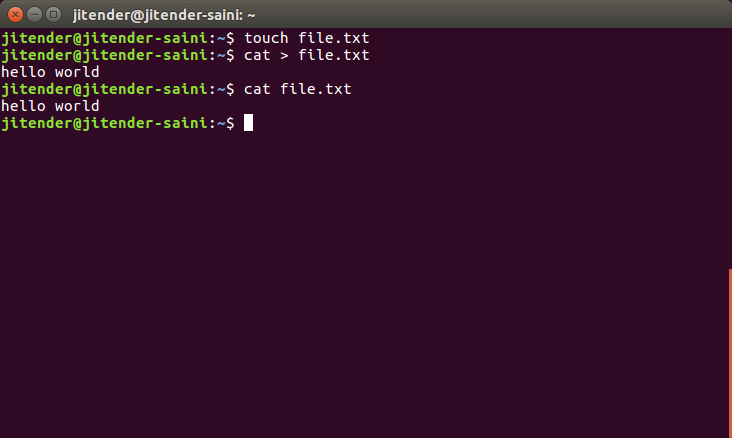 jitender@jitender-saini: ~
jitender@jitender-saini:~$ touch file.txt
jitender@jitender-saini:~$ cat > file.txt
hello world
jitender@jitender-saini:~$ cat file.txt
hello world
jitender@jitender-saini:~$